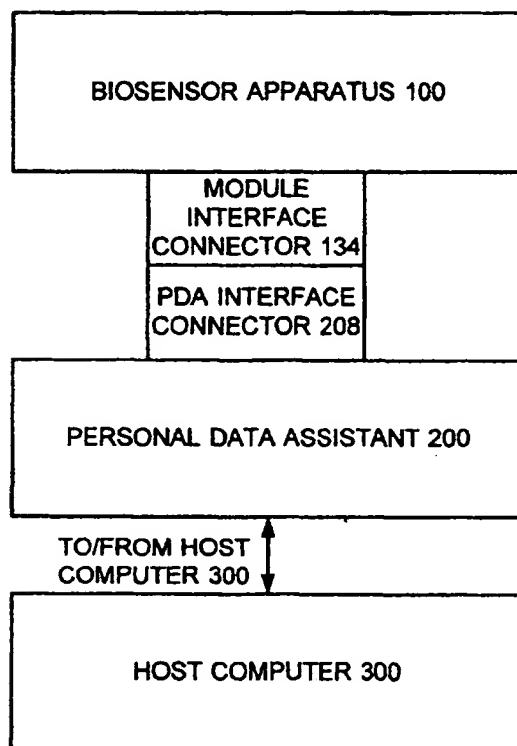 BIOSENSOR APPARATUS 100
MODULE
INTERFACE
CONNECTOR 134
PDA INTERFACE
CONNECTOR 208
PERSONAL DATA ASSISTANT 200
TO/FROM HOST
COMPUTER 300
HOST COMPUTER 300